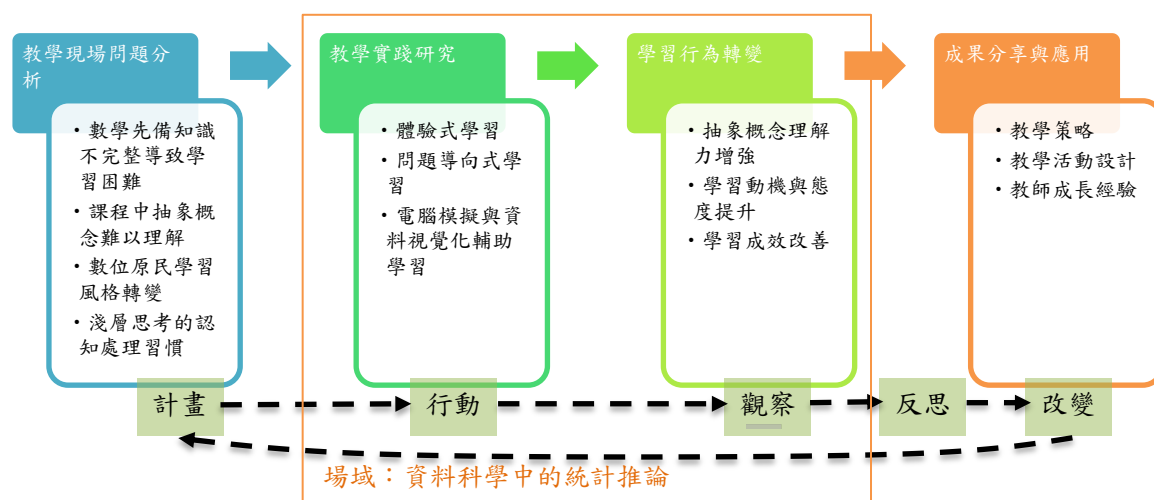 教學現場問題分
析
• 數學先備知識
不完整導致學
習困難
• 課程中抽象概
念難以理解
• 數位原民學習
風格轉變
• 淺層思考的認
知處理習慣
教學實踐研究
• 體驗式學習
• 問題導向式學
習
• 電腦模擬與資
料視覺化輔助
學習
學習行為轉變
• 抽象概念理解
力增強
• 學習動機與態
度提升
• 學習成效改善
成果分享與應用
• 教學策略
• 教學活動設計
• 教師成長經驗
計畫
行動
觀察
反思
改變
場域：資料科學中的統計推論